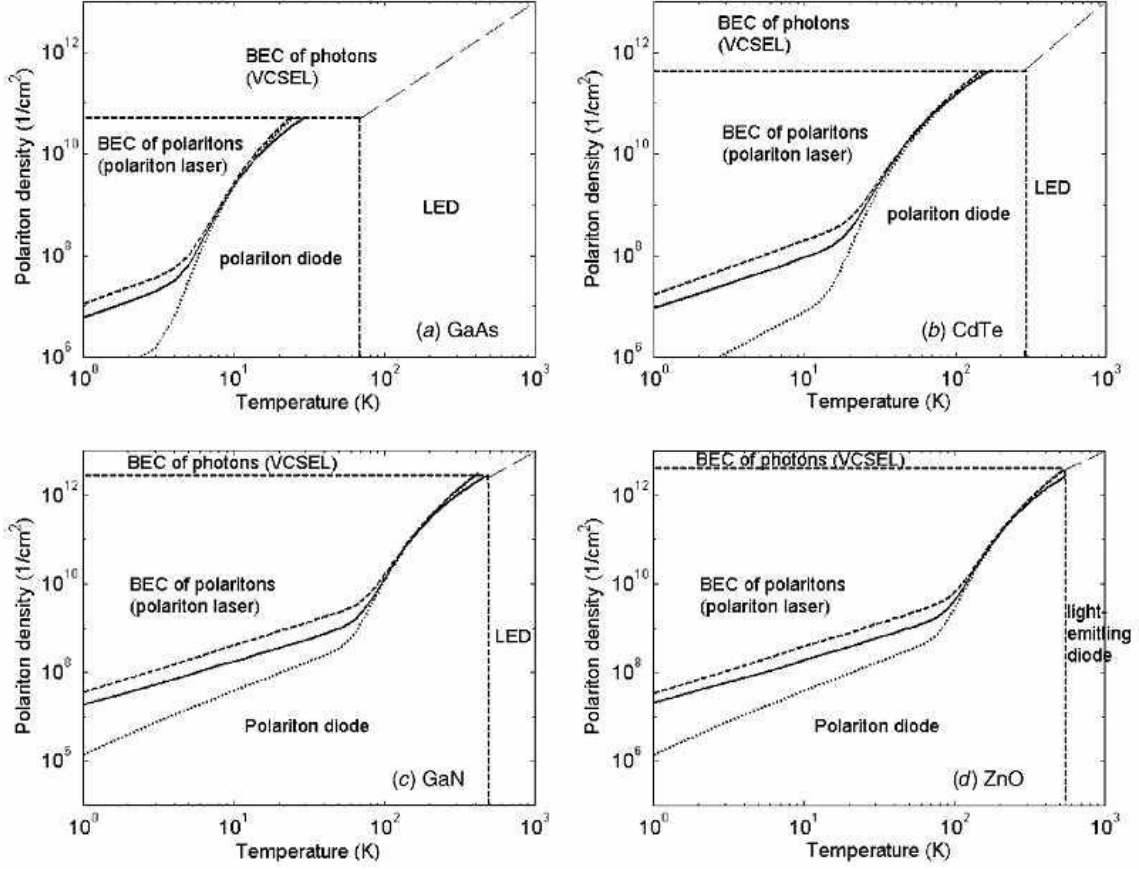 BEC of photons
(VCSEL)
BEC of polaritons
(polariton laser)
LED
polariton diode
(a) GaAs
10^12
10^10
10^8
10^6
Polariton density (1/cm^2)
10^0 10^1 10^2 10^3
Temperature (K)
BEC of photons
(VCSEL)
BEC of polaritons
(polariton laser)
LED
polariton diode
(b) CdTe
10^12
10^10
10^8
10^6
Polariton density (1/cm^2)
10^0 10^1 10^2 10^3
Temperature (K)
BEC of photons (VCSEL)
BEC of polaritons
(polariton laser)
LED
Polariton diode
(c) GaN
10^12
10^10
10^8
10^6
Polariton density (1/cm^2)
10^0 10^1 10^2 10^3
Temperature (K)
BEC of photons (VCSEL)
BEC of polaritons
(polariton laser)
light-
emitling
diode
Polariton diode
(d) ZnO
10^12
10^10
10^8
10^6
Polariton density (1/cm^2)
10^0 10^1 10^2 10^3
Temperature (K)